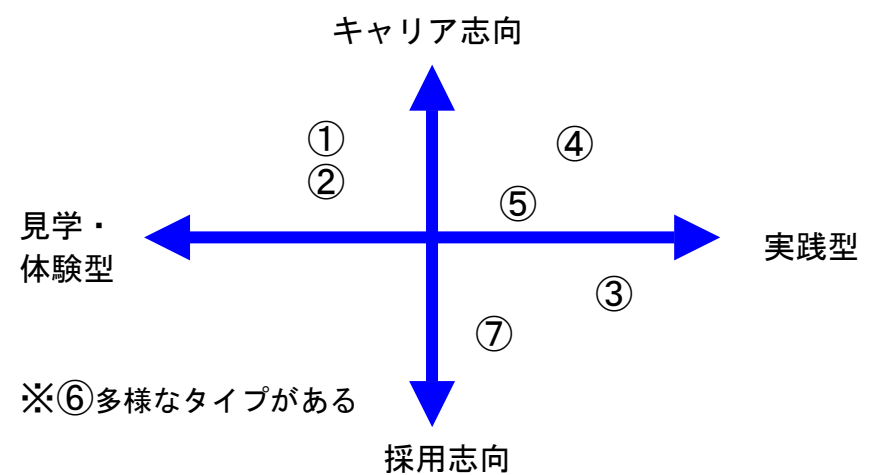 キャリア志向
①
④
②
⑤
見学・
体験型
実践型
③
⑦
※⑥多様なタイプがある
採用志向